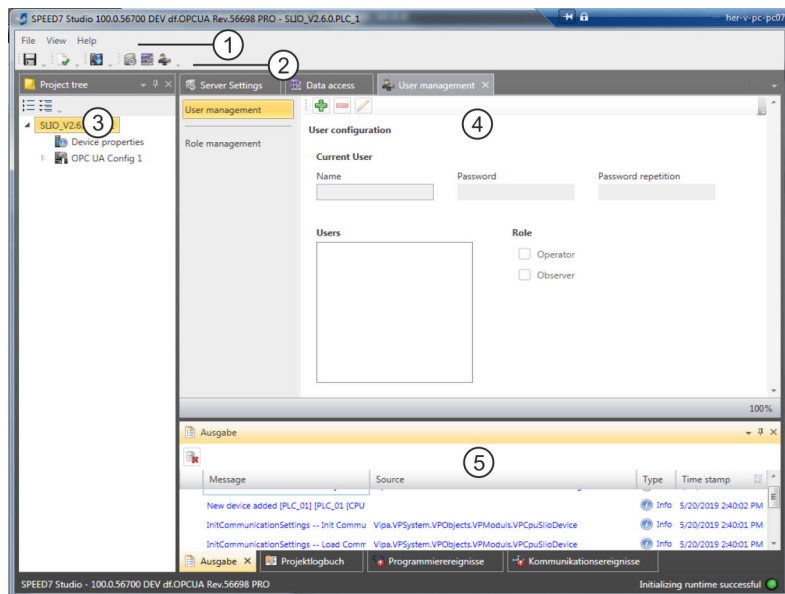 SPEED7 Studio 100.0.56700 DEV df.OPCUA Rev.56698 PRO - SLIO_V2.6.0.PLC_1
her-v-pc-pc07
File View Help
1
2
Project tree
Server Settings
Data access
User management
SLIO_V2.6
3
Device properties
OPC UA Config 1
User management
Role management
4
User configuration
Current User
Name
Password
Password repetition
Users
Role
Operator
Observer
100%
Ausgabe
5
Message
Source
Type
Time stamp
New device added [PLC_01] [PLC_01 [CPU
Info
5/20/2019 2:40:02 PM
InitCommunicationSettings -- Init Commu
Vipa.VPSystem.VPObjects.VPModuls.VPCpuSlioDevice
Info
5/20/2019 2:40:01 PM
InitCommunicationSettings -- Load Comm
Vipa.VPSystem.VPObjects.VPModuls.VPCpuSlioDevice
Info
5/20/2019 2:40:01 PM
Ausgabe
Projektlogbuch
Programmierereignisse
Kommunikationsereignisse
SPEED7 Studio - 100.0.56700 DEV df.OPCUA Rev.56698 PRO
Initializing runtime successful